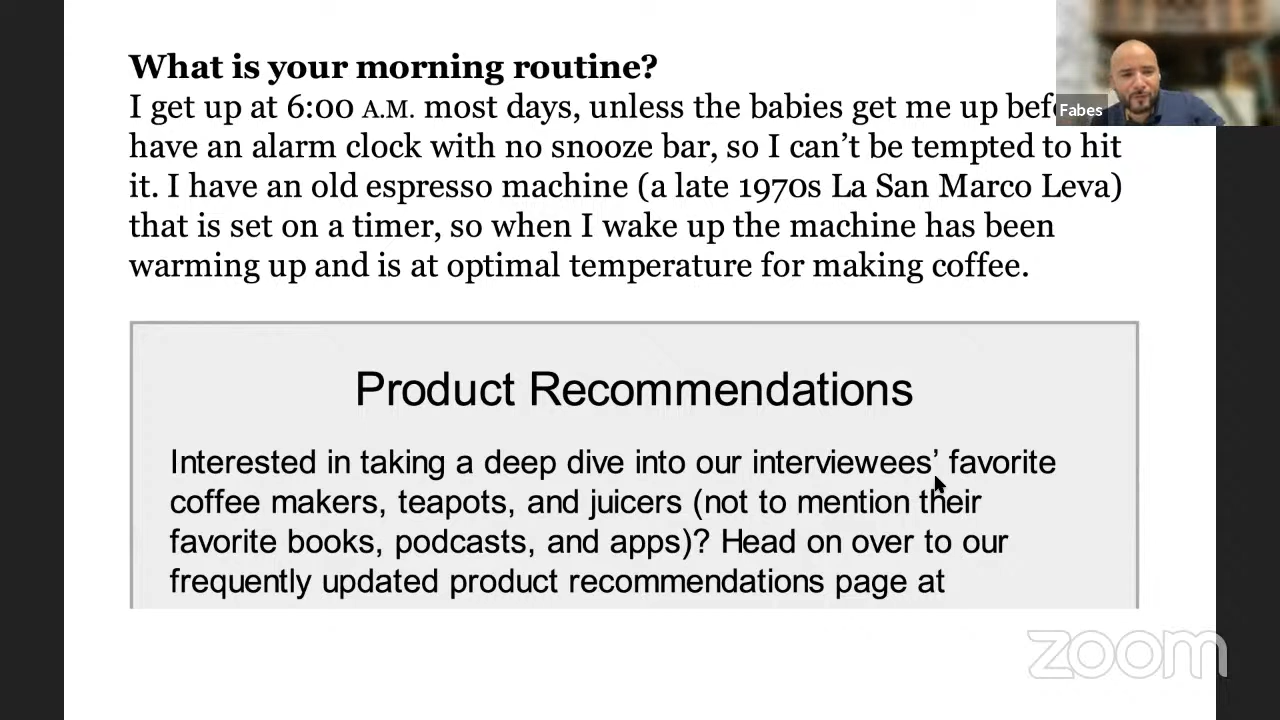 What is your morning routine?
I get up at 6:00 A.M. most days, unless the babies get me up
have an alarm clock with no snooze bar, so I can’t be tempted to hit
it. I have an old espresso machine (a late 1970s La San Marco Leva)
that is set on a timer, so when I wake up the machine has been
warming up and is at optimal temperature for making coffee.
Fabes
Product Recommendations
Interested in taking a deep dive into our interviewees’ favorite
coffee makers, teapots, and juicers (not to mention their
favorite books, podcasts, and apps)? Head on over to our
frequently updated product recommendations page at
zoom